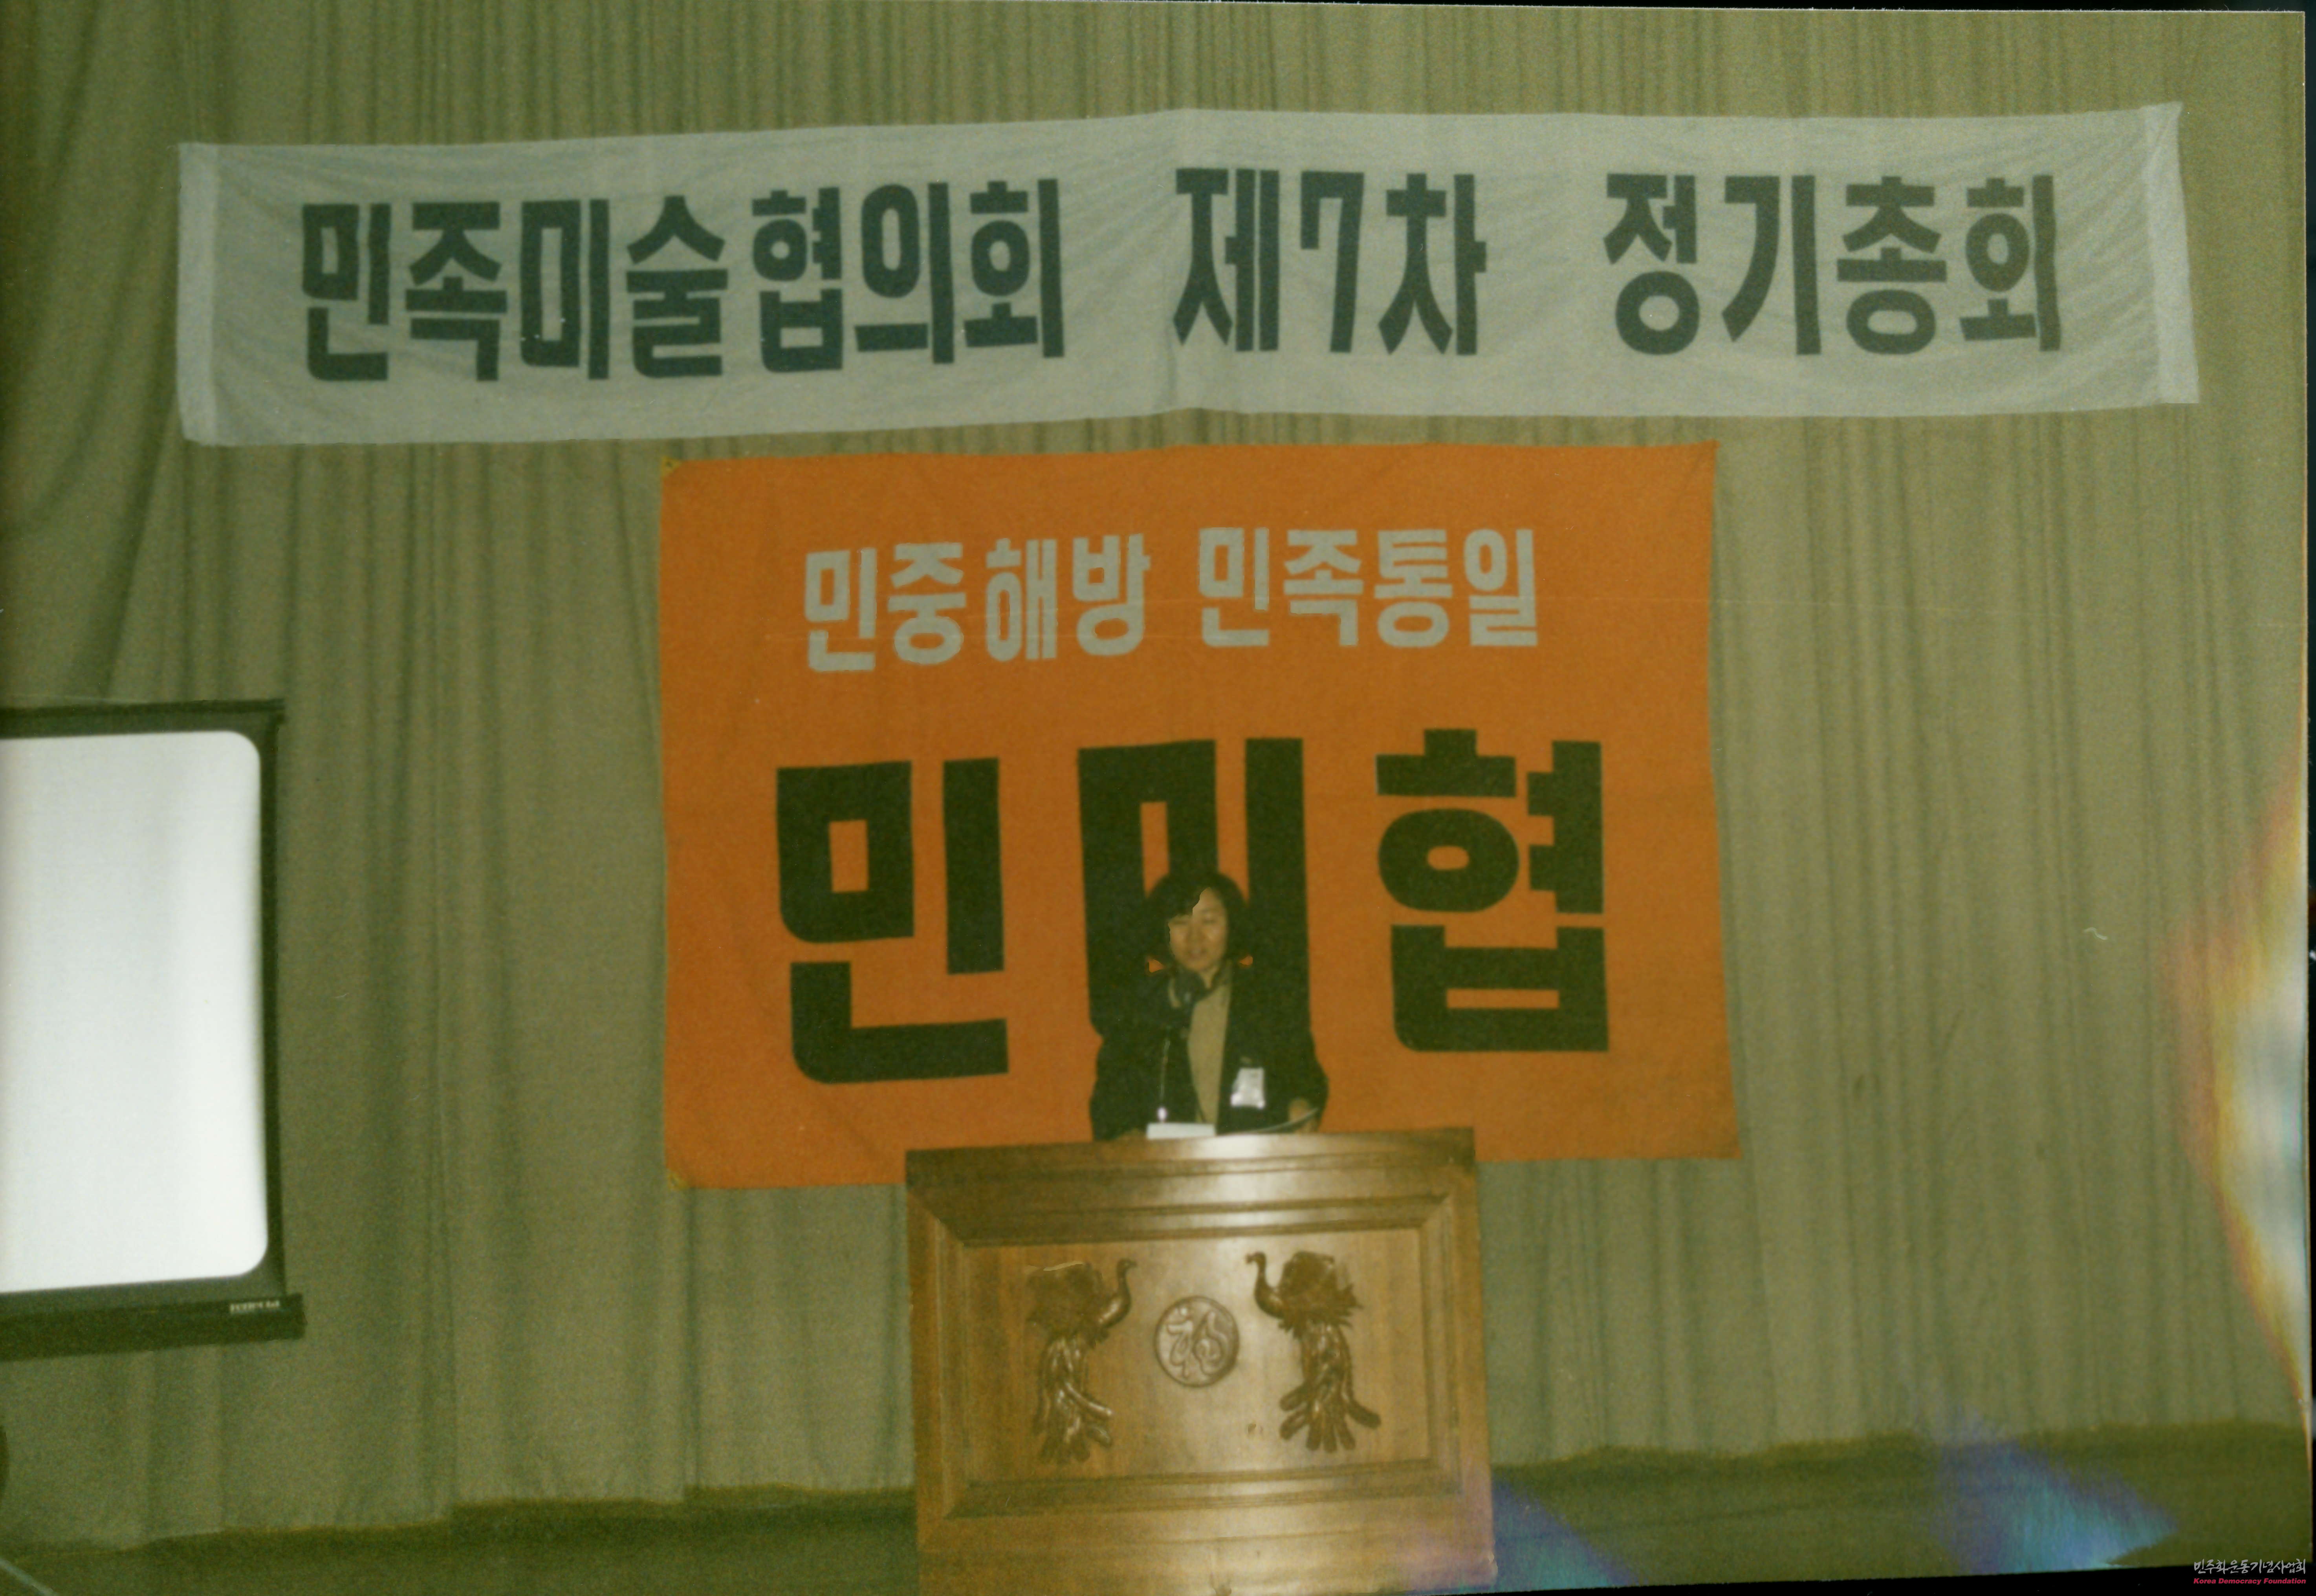 민족미술협의회 제7차 정기총회
민중해방 민족통일
민미협
민주화운동기념사업회
Korea Democracy Foundation